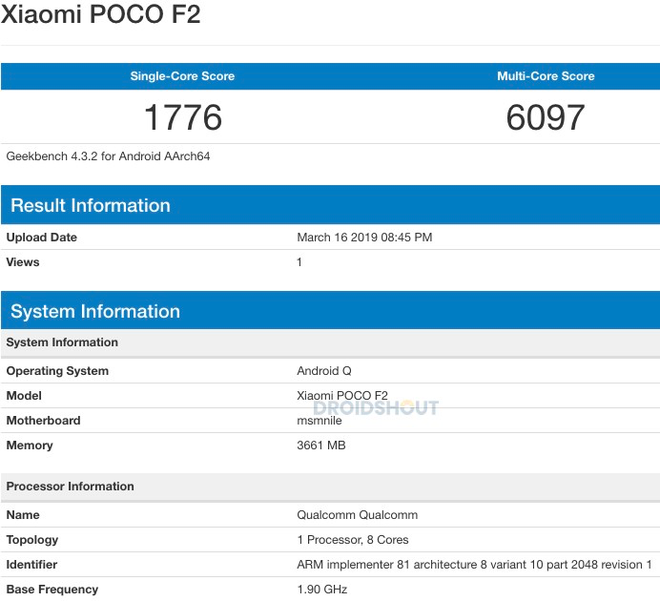 Xiaomi POCO F2
Single-Core Score Multi-Core Score
1776 6097
Geekbench 4.3.2 for Android AArch64
Result Information
Upload Date March 16 2019 08:45 PM
Views 1
System Information
System Information
Operating System Android Q
Model Xiaomi POCO F2
DROIDSHOUT
Motherboard msmnile
Memory 3661 MB
Processor Information
Name Qualcomm Qualcomm
Topology 1 Processor, 8 Cores
Identifier ARM implementer 81 architecture 8 variant 10 part 2048 revision 1
Base Frequency 1.90 GHz